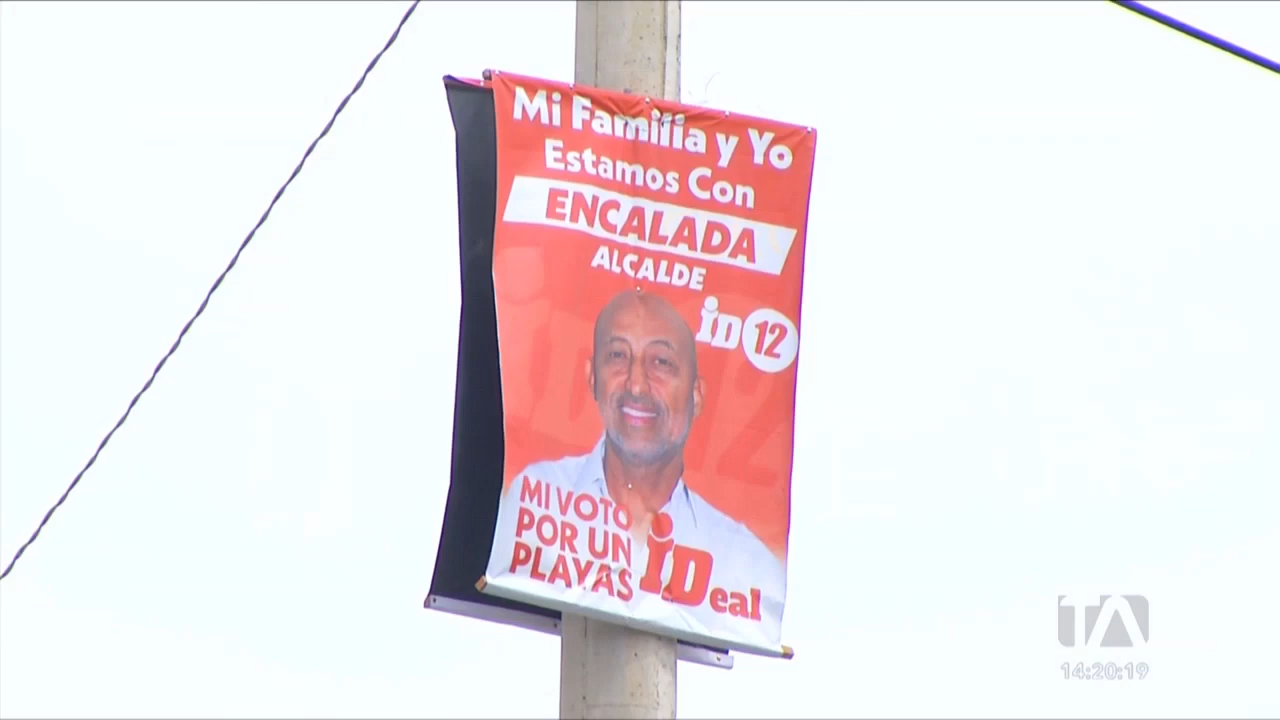 Mi Familia y Yo
Estamos Con
ENCALADA
ALCALDE
iD 12
MI VOTO
POR UN
PLAYAS
iDeal
TA
14:20:19